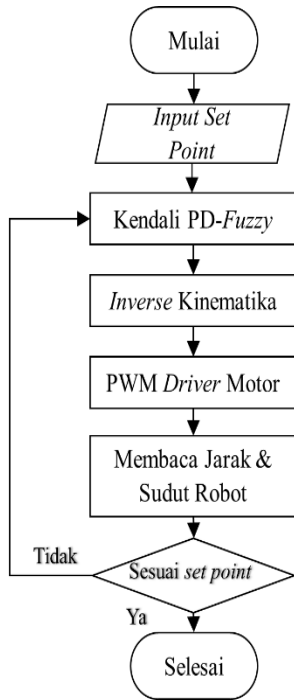 Mulai
Input Set
Point
Kendali PD-Fuzzy
Inverse Kinematika
PWM Driver Motor
Membaca Jarak &
Sudut Robot
Tidak
Sesuai set point
Ya
Selesai